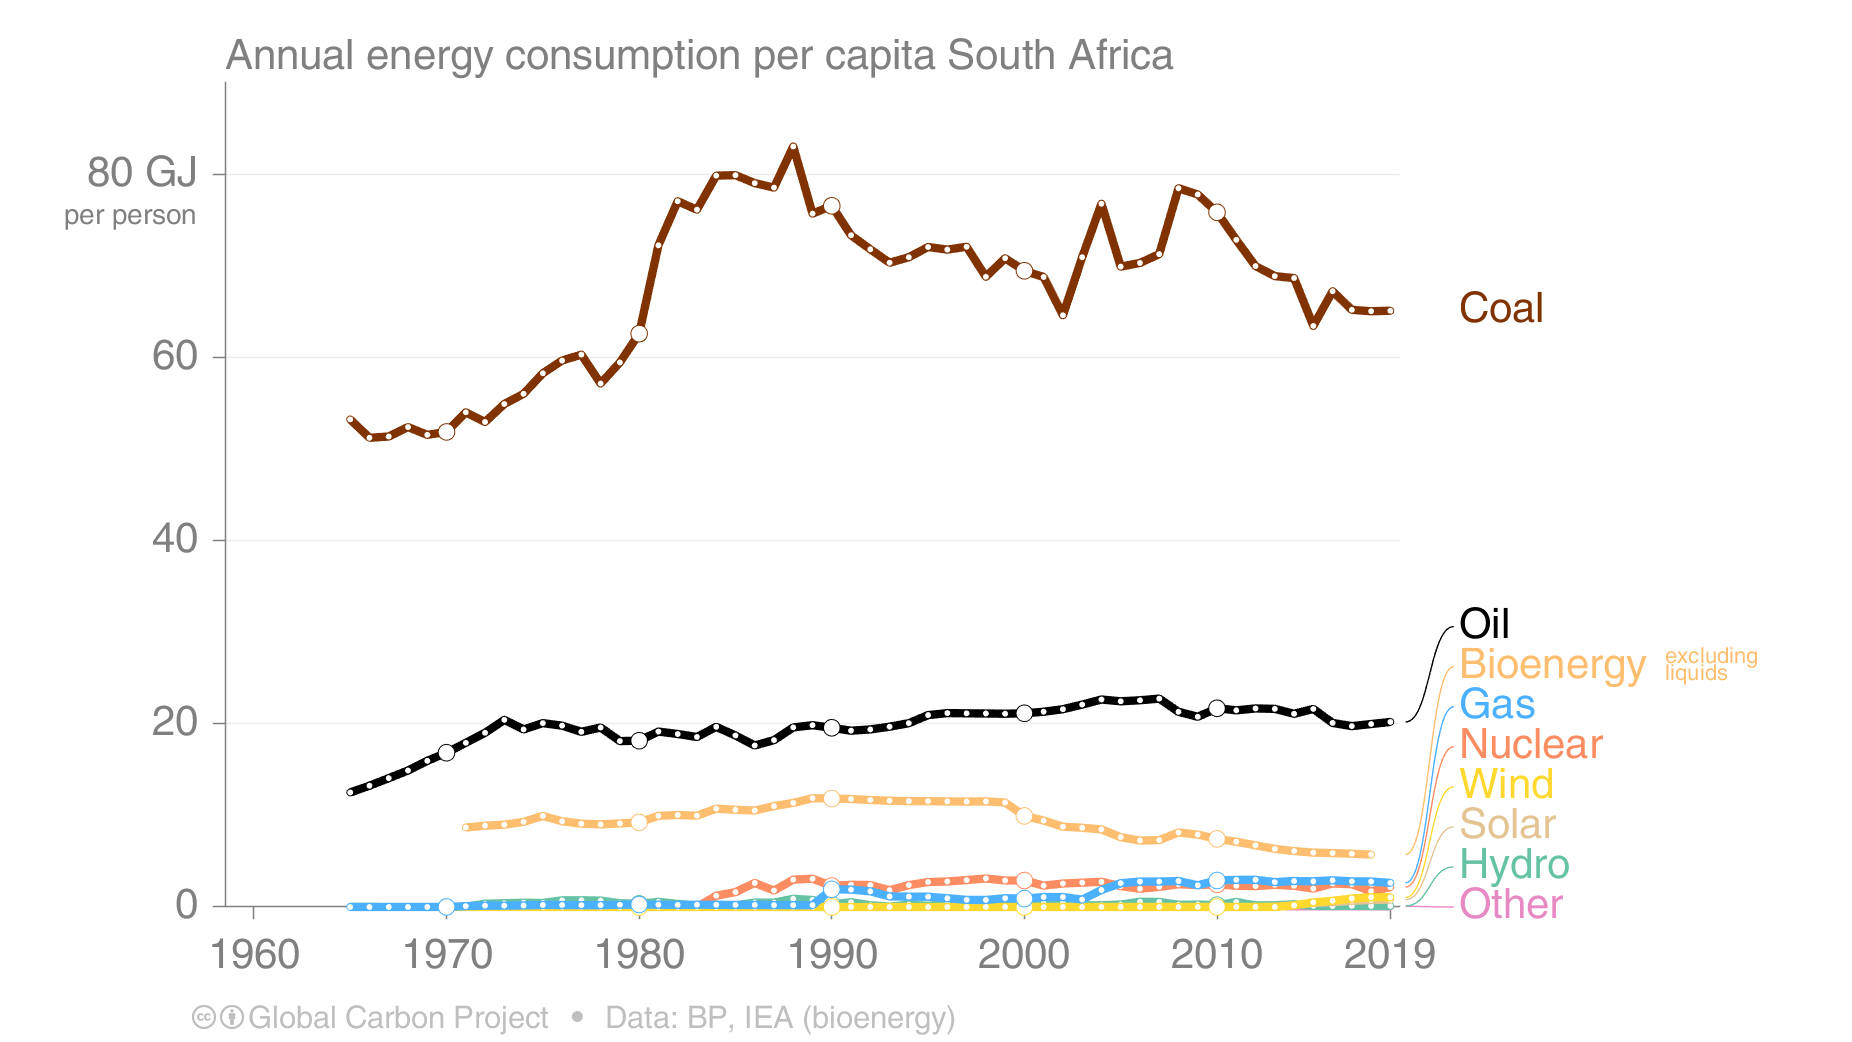 Annual energy consumption per capita South Africa
80 GJ
per person
60
40
20
0
Coal
Oil
Bioenergy excluding
liquids
Gas
Nuclear
Wind
Solar
Hydro
Other
1960 1970 1980 1990 2000 2010 2019
cc Global Carbon Project • Data: BP, IEA (bioenergy)